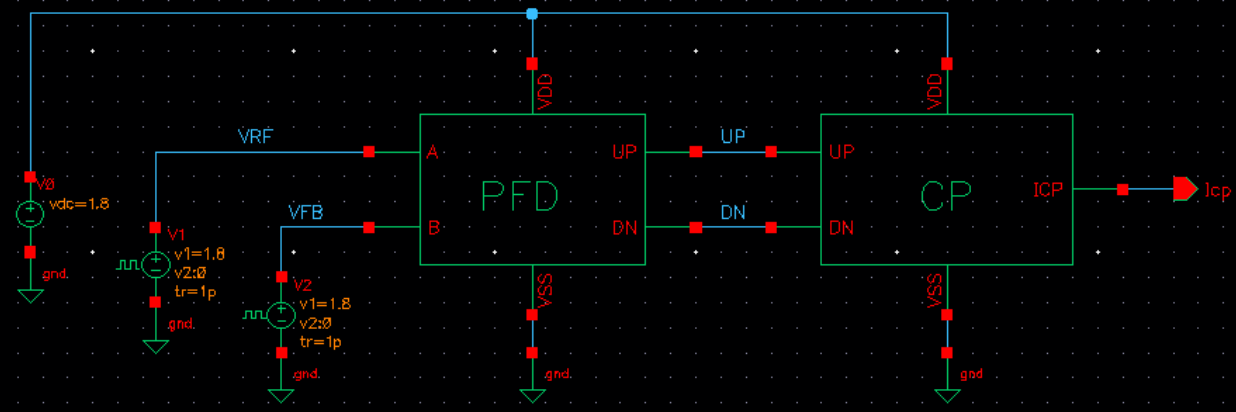 VDD
VDD
VRF
A
UP
UP
UP
V0
vdc=1.8
PFD
CP
ICP
Icp
VFB
DN
V1
B
DN
DN
v1=1.8
v2:0
tr=1p
gnd.
VSS
VSS
V2
v1=1.8
v2:0
tr=1p
gnd.
gnd.
gnd.
gnd